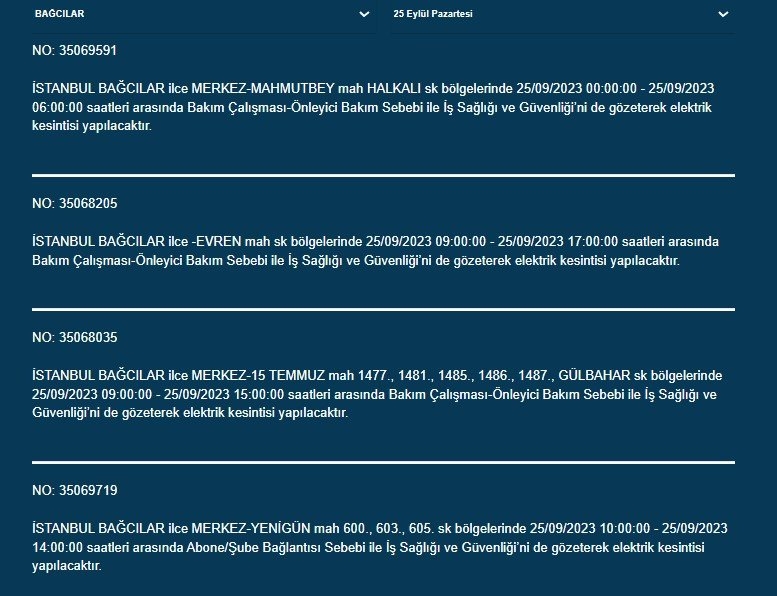 BAĞCILAR
25 Eylül Pazartesi
NO: 35069591
İSTANBUL BAĞCILAR ilce MERKEZ-MAHMUTBEY mah HALKALI sk bölgelerinde 25/09/2023 00:00:00 - 25/09/2023
06:00:00 saatleri arasında Bakım Çalışması-Önleyici Bakım Sebebi ile İş Sağlığı ve Güvenliği’ni de gözeterek elektrik
kesintisi yapılacaktır.
NO: 35068205
İSTANBUL BAĞCILAR ilce -EVREN mah sk bölgelerinde 25/09/2023 09:00:00 - 25/09/2023 17:00:00 saatleri arasında
Bakım Çalışması-Önleyici Bakım Sebebi ile İş Sağlığı ve Güvenliği’ni de gözeterek elektrik kesintisi yapılacaktır.
NO: 35068035
İSTANBUL BAĞCILAR ilce MERKEZ-15 TEMMUZ mah 1477., 1481., 1485., 1486., 1487., GÜLBAHAR sk bölgelerinde
25/09/2023 09:00:00 - 25/09/2023 15:00:00 saatleri arasında Bakım Çalışması-Önleyici Bakım Sebebi ile İş Sağlığı ve
Güvenliği’ni de gözeterek elektrik kesintisi yapılacaktır.
NO: 35069719
İSTANBUL BAĞCILAR ilce MERKEZ-YENİGÜN mah 600., 603., 605. sk bölgelerinde 25/09/2023 10:00:00 - 25/09/2023
14:00:00 saatleri arasında Abone/Şube Bağlantısı Sebebi ile İş Sağlığı ve Güvenliği’ni de gözeterek elektrik kesintisi
yapılacaktır.